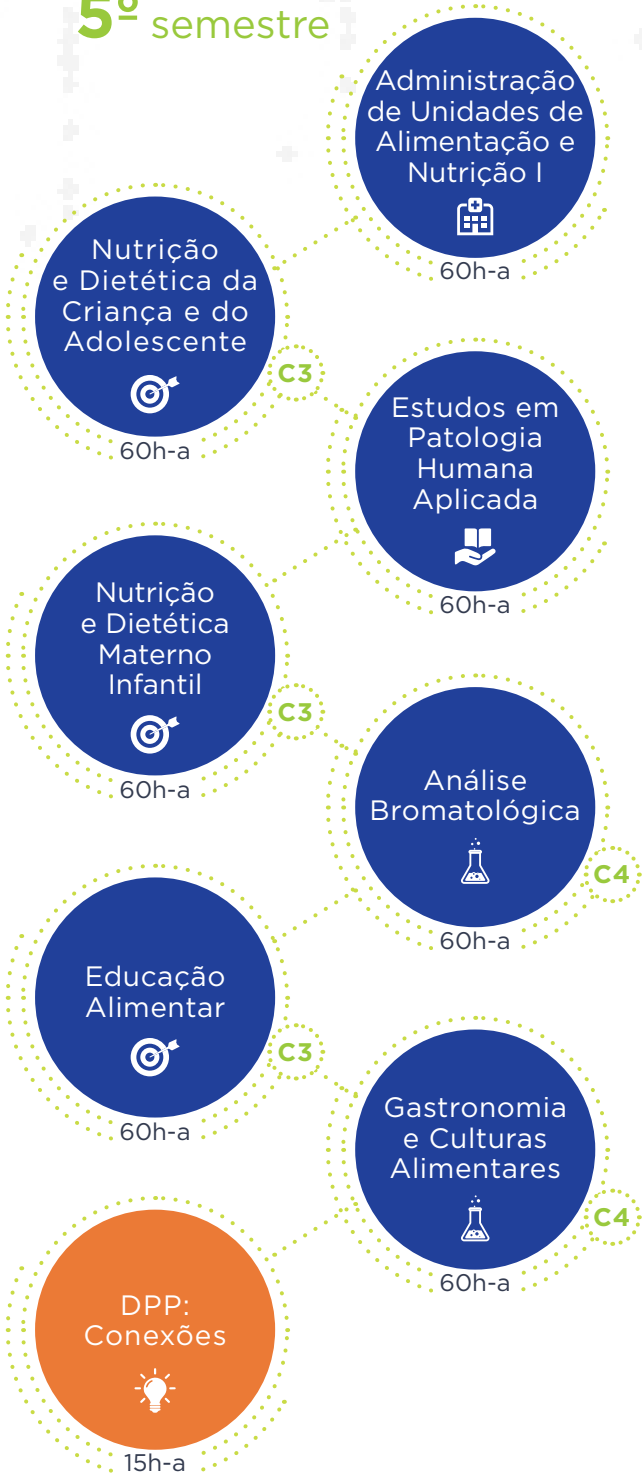 5º semestre
Administração
de Unidades de
Alimentação e
Nutrição I
60h-a
Nutrição
e Dietética da
Criança e do
Adolescente
C3
60h-a
Estudos em
Patologia
Humana
Aplicada
60h-a
Nutrição
e Dietética
Materno
Infantil
C3
60h-a
Análise
Bromatológica
C4
60h-a
Educação
Alimentar
C3
60h-a
Gastronomia
e Culturas
Alimentares
C4
60h-a
DPP:
Conexões
15h-a